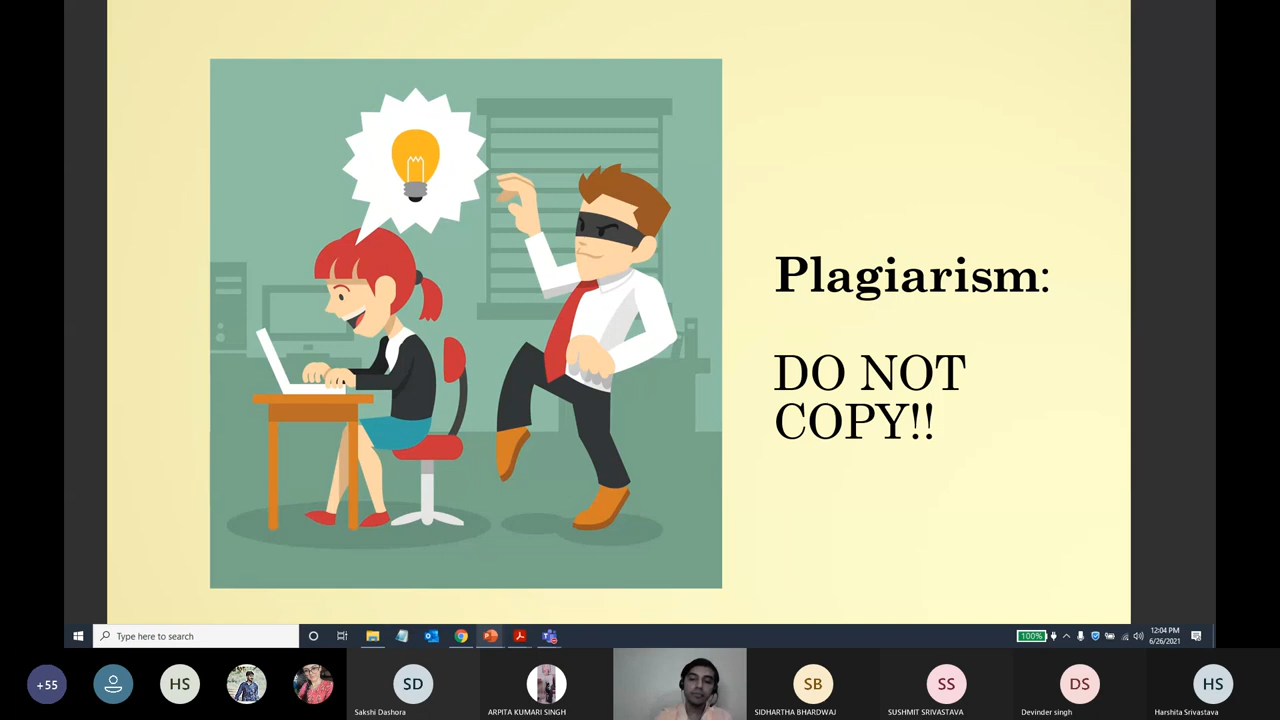 Plagiarism:
DO NOT
COPY!!
Type here to search
100%
12:04 PM
6/26/2021
+55
HS
SD
Sakshi Dashora
ARPITA KUMARI SINGH
SB
SIDHARTHA BHARDWAJ
SS
SUSHMIT SRIVASTAVA
DS
Devinder singh
HS
Harshita Srivastava